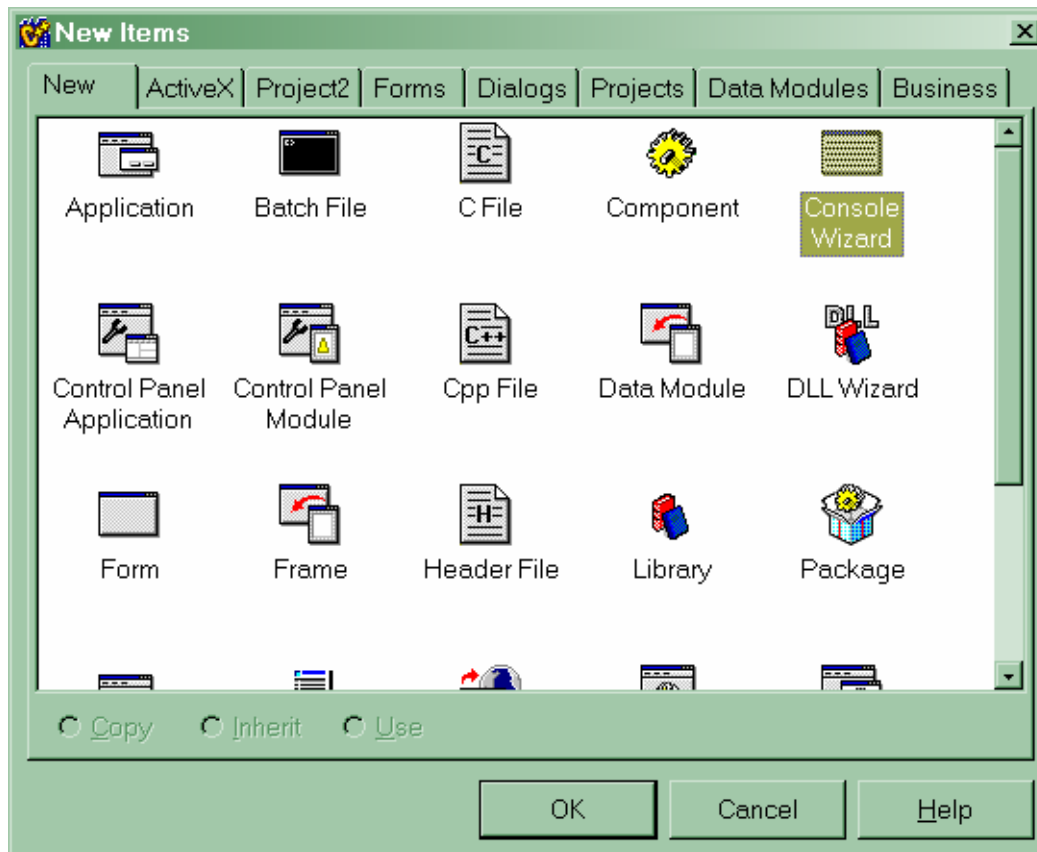 New Items
New ActiveX Project2 Forms Dialogs Projects Data Modules Business
Application Batch File C File Component Console
Wizard
Control Panel
Application Control Panel
Module Cpp File Data Module DLL Wizard
Form Frame Header File Library Package
Copy Inherit Use
OK Cancel Help